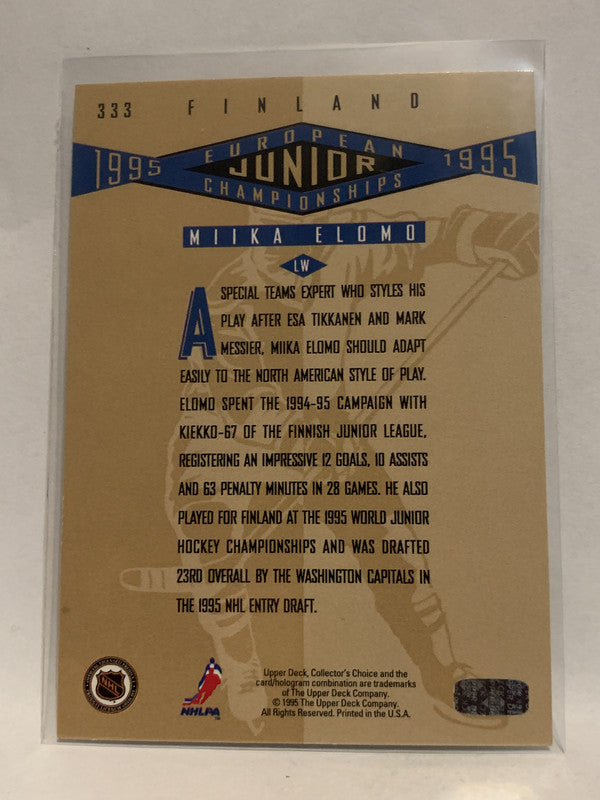 333 FINLAND
1995 EUROPEAN JUNIOR CHAMPIONSHIPS 1995
MIIKA ELOMO
LW
A SPECIAL TEAMS EXPERT WHO STYLES HIS
PLAY AFTER ESA TIKKANEN AND MARK
MESSIER, MIIKA ELOMO SHOULD ADAPT
EASILY TO THE NORTH AMERICAN STYLE OF PLAY.
ELOMO SPENT THE 1994-95 CAMPAIGN WITH
KIEKKO-67 OF THE FINNISH JUNIOR LEAGUE,
REGISTERING AN IMPRESSIVE 12 GOALS, 10 ASSISTS
AND 63 PENALTY MINUTES IN 28 GAMES. HE ALSO
PLAYED FOR FINLAND AT THE 1995 WORLD JUNIOR
HOCKEY CHAMPIONSHIPS AND WAS DRAFTED
23RD OVERALL BY THE WASHINGTON CAPITALS IN
THE 1995 NHL ENTRY DRAFT.
Upper Deck, Collector's Choice and the
card/hologram combination are trademarks
of The Upper Deck Company.
© 1995 The Upper Deck Company.
All Rights Reserved. Printed in the U.S.A.
NHL
NHLPA